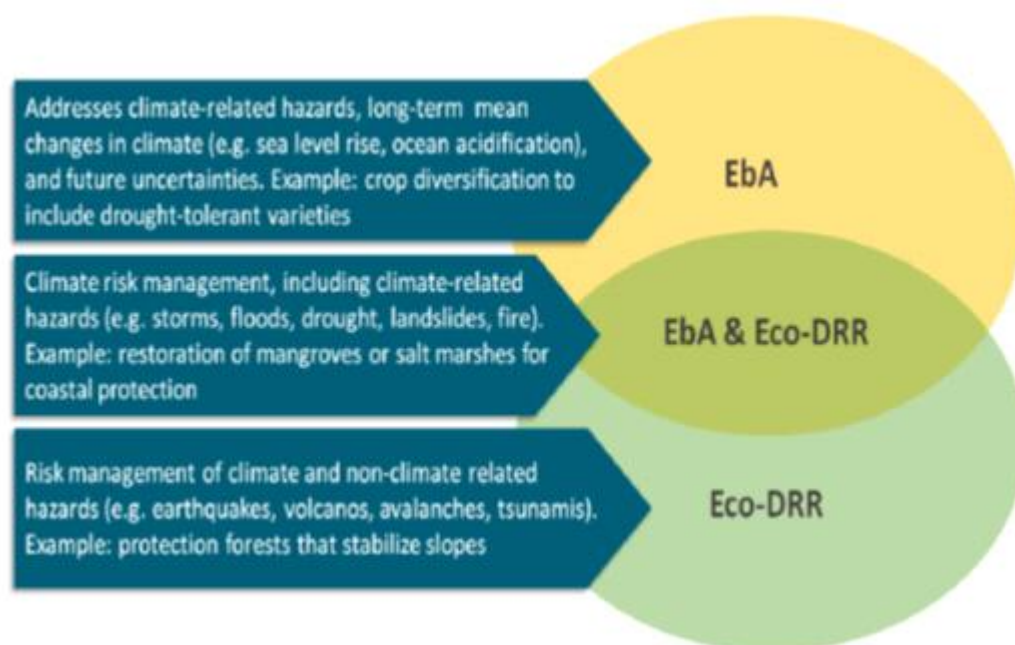 Addresses climate-related hazards, long-term mean
changes in climate (e.g. sea level rise, ocean acidification),
and future uncertainties. Example: crop diversification to
include drought-tolerant varieties
EbA
Climate risk management, including climate-related
hazards (e.g. storms, floods, drought, landslides, fire).
Example: restoration of mangroves or salt marshes for
coastal protection
EbA & Eco-DRR
Risk management of climate and non-climate related
hazards (e.g. earthquakes, volcanos, avalanches, tsunamis).
Example: protection forests that stabilize slopes
Eco-DRR